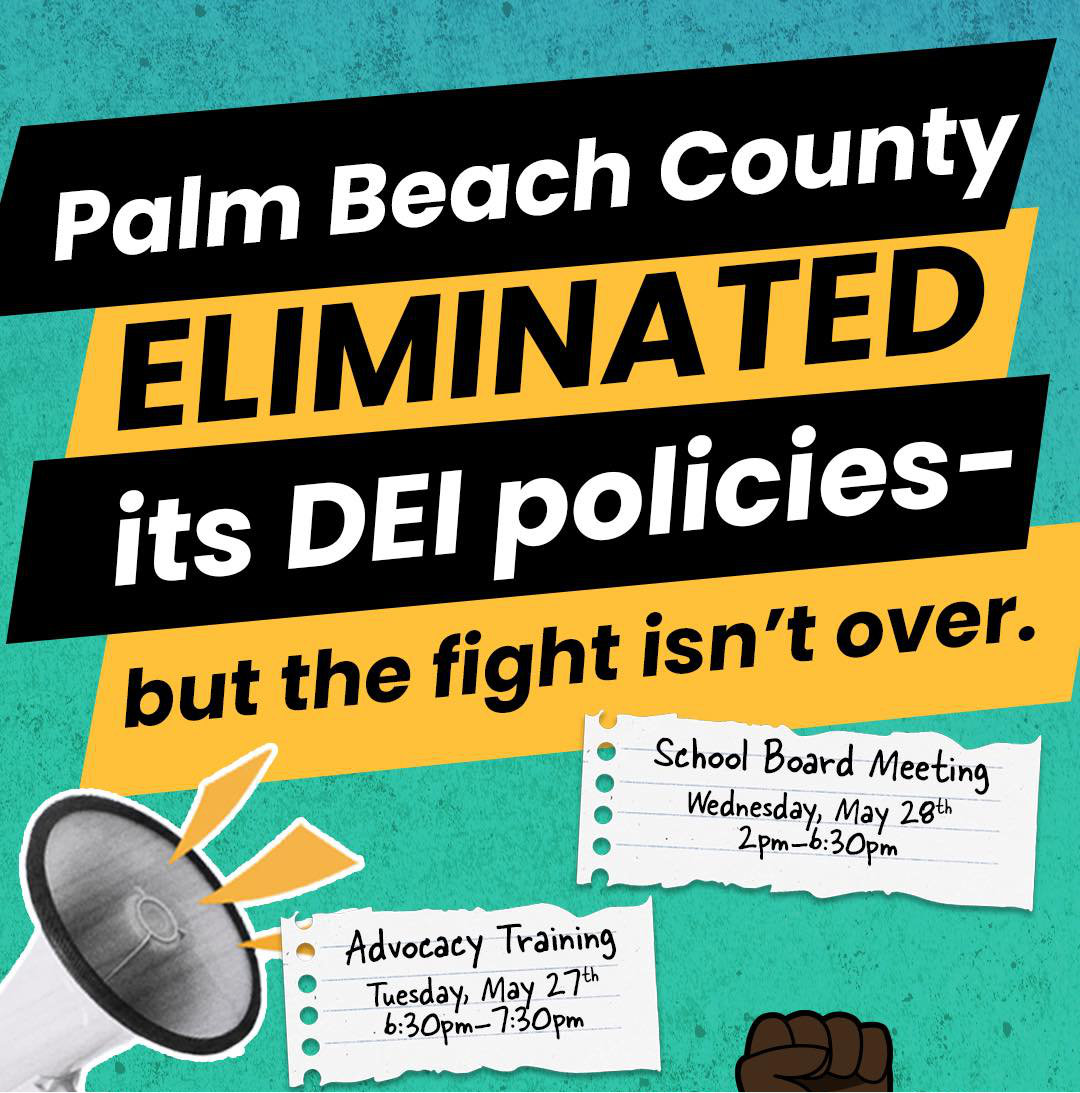 Palm Beach County
ELIMINATED
its DEI policies–
but the fight isn’t over.
School Board Meeting
Wednesday, May 28th
2pm–6:30pm
Advocacy Training
Tuesday, May 27th
6:30pm–7:30pm